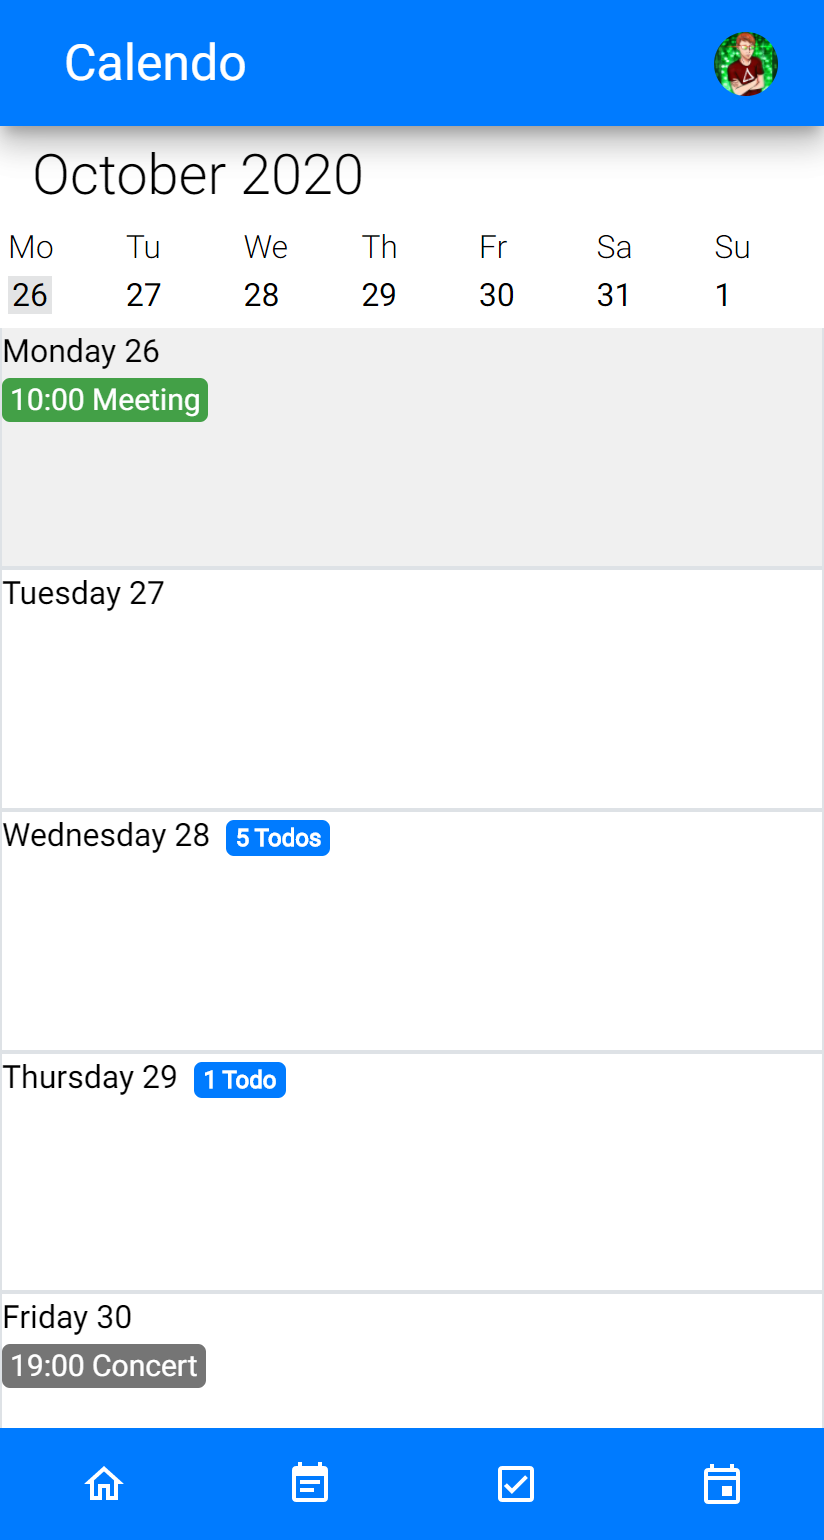 Calendo
October 2020
Mo Tu We Th Fr Sa Su
26 27 28 29 30 31 1
Monday 26
10:00 Meeting
Tuesday 27
Wednesday 28 5 Todos
Thursday 29 1 Todo
Friday 30
19:00 Concert